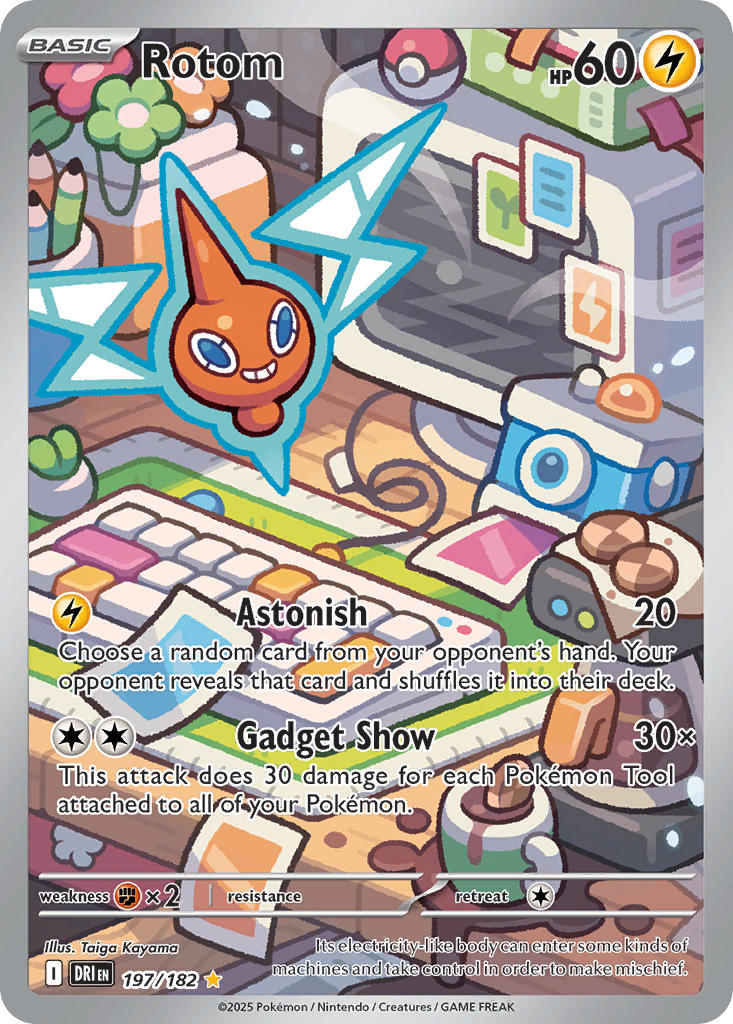 BASIC
Rotom
HP 60
Astonish 20
Choose a random card from your opponent's hand. Your
opponent reveals that card and shuffles it into their deck.
Gadget Show 30×
This attack does 30 damage for each Pokémon Tool
attached to all of your Pokémon.
weakness ×2 resistance retreat
Illus. Taiga Kayama
Its electricity-like body can enter some kinds of
machines and take control in order to make mischief.
I DRI EN 197/182
©2025 Pokémon / Nintendo / Creatures / GAME FREAK